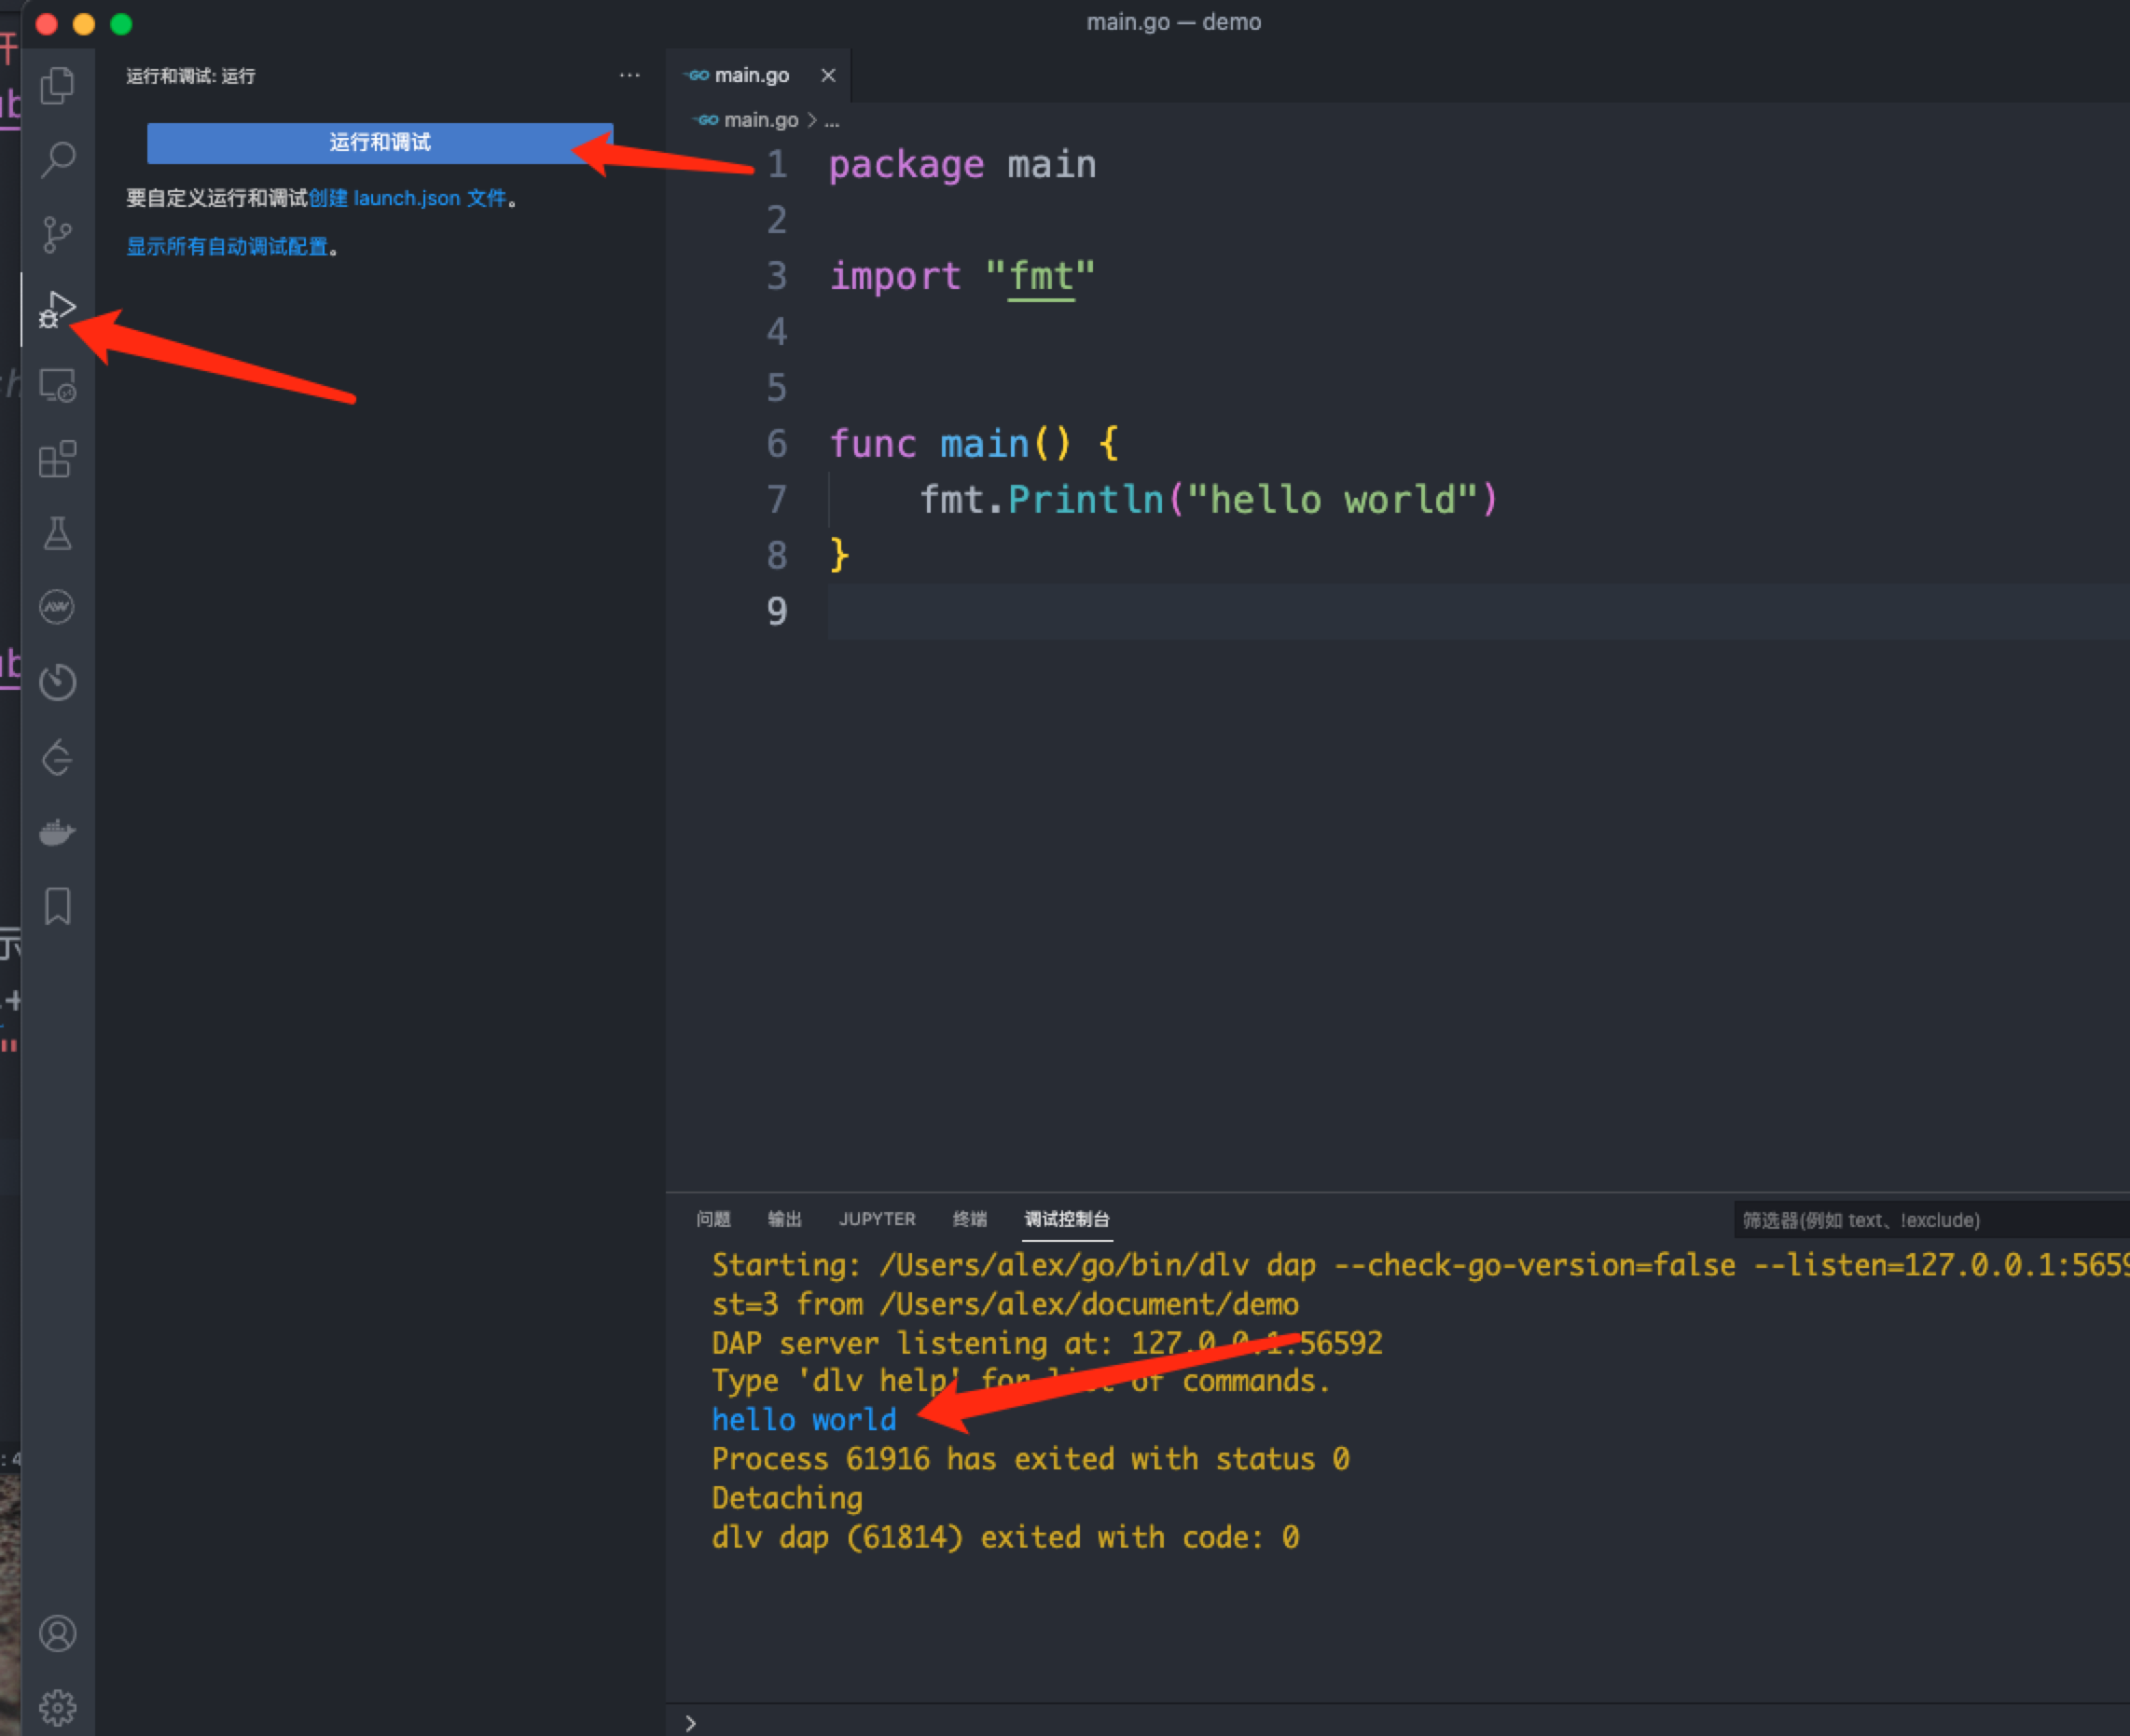 main.go — demo
运行和调试: 运行
···
运行和调试
要自定义运行和调试创建 launch.json 文件。
显示所有自动调试配置。
GO main.go ×
GO main.go > ...
1 package main
2
3 import "fmt"
4
5
6 func main() {
7 fmt.Println("hello world")
8 }
9
问题 输出 JUPYTER 终端 调试控制台
筛选器(例如 text、!exclude)
Starting: /Users/alex/go/bin/dlv dap --check-go-version=false --listen=127.0.0.1:5659
st=3 from /Users/alex/document/demo
DAP server listening at: 127.0.0.1:56592
Type 'dlv help' for list of commands.
hello world
Process 61916 has exited with status 0
Detaching
dlv dap (61814) exited with code: 0
>